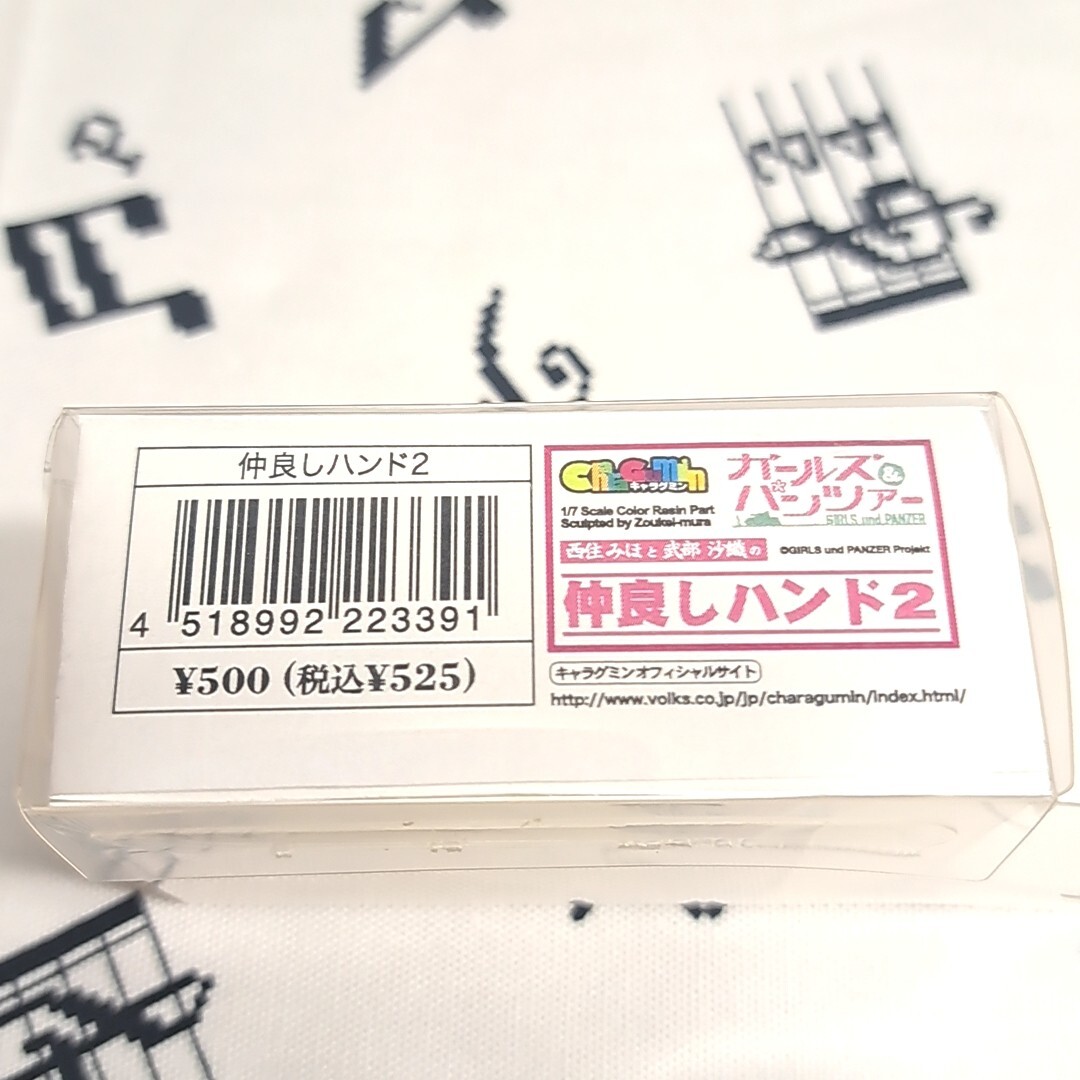 仲良しハンド2
4 518992 223391
¥500 (税込¥525)
CHARAGUMIN
キャラグミン
1/7 Scale Color Resin Part
Sculpted by Zoukei-mura
ガールズ&
パンツァー
GIRLS und PANZER
西住 みほと 武部 沙織の
©GIRLS und PANZER Projekt
仲良しハンド2
キャラグミンオフィシャルサイト
http://www.volks.co.jp/jp/charagumin/index.html/